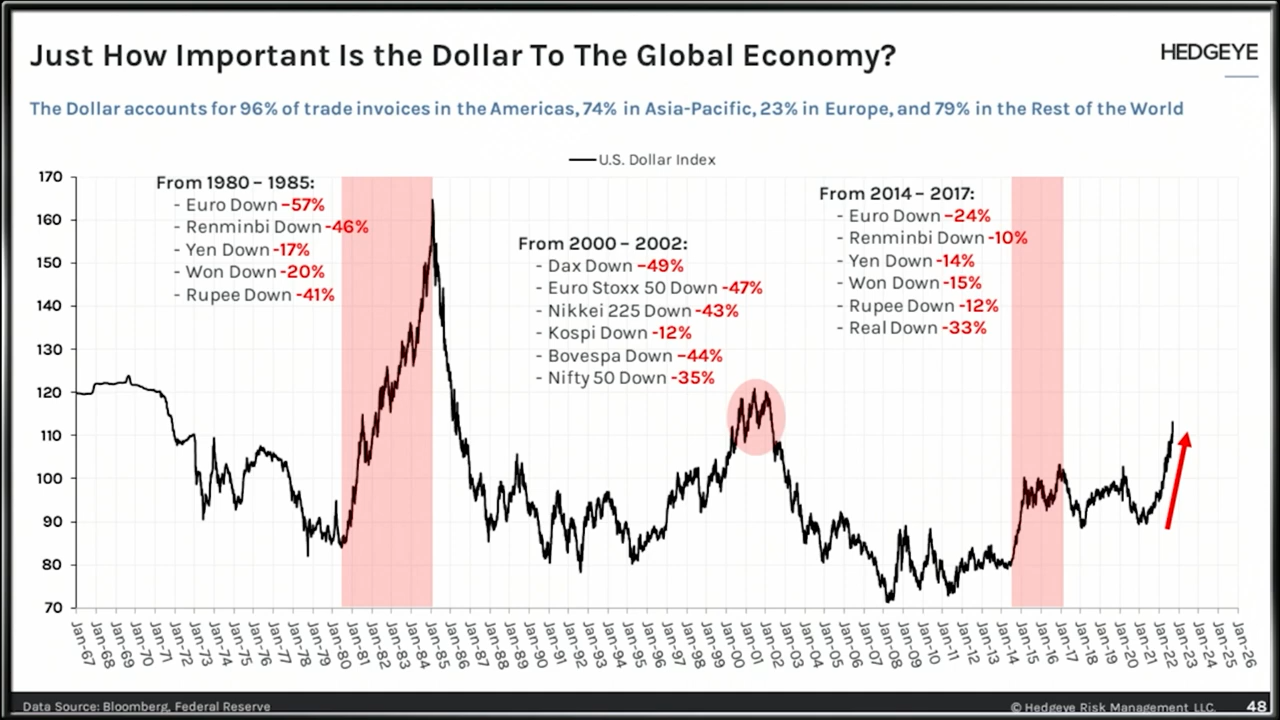 Just How Important Is the Dollar To The Global Economy?
HEDGEYE
The Dollar accounts for 96% of trade invoices in the Americas, 74% in Asia-Pacific, 23% in Europe, and 79% in the Rest of the World
U.S. Dollar Index
170
160
150
140
130
120
110
100
90
80
70
From 1980 – 1985:
- Euro Down –57%
- Renminbi Down -46%
- Yen Down -17%
- Won Down -20%
- Rupee Down -41%
From 2000 – 2002:
- Dax Down –49%
- Euro Stoxx 50 Down -47%
- Nikkei 225 Down -43%
- Kospi Down -12%
- Bovespa Down –44%
- Nifty 50 Down -35%
From 2014 – 2017:
- Euro Down –24%
- Renminbi Down -10%
- Yen Down -14%
- Won Down -15%
- Rupee Down -12%
- Real Down -33%
Jan-67
Jan-68
Jan-69
Jan-70
Jan-71
Jan-72
Jan-73
Jan-74
Jan-75
Jan-76
Jan-77
Jan-78
Jan-79
Jan-80
Jan-81
Jan-82
Jan-83
Jan-84
Jan-85
Jan-86
Jan-87
Jan-88
Jan-89
Jan-90
Jan-91
Jan-92
Jan-93
Jan-94
Jan-95
Jan-96
Jan-97
Jan-98
Jan-99
Jan-00
Jan-01
Jan-02
Jan-03
Jan-04
Jan-05
Jan-06
Jan-07
Jan-08
Jan-09
Jan-10
Jan-11
Jan-12
Jan-13
Jan-14
Jan-15
Jan-16
Jan-17
Jan-18
Jan-19
Jan-20
Jan-21
Jan-22
Jan-23
Jan-24
Jan-25
Jan-26
Data Source: Bloomberg, Federal Reserve
© Hedgeye Risk Management LLC.
48